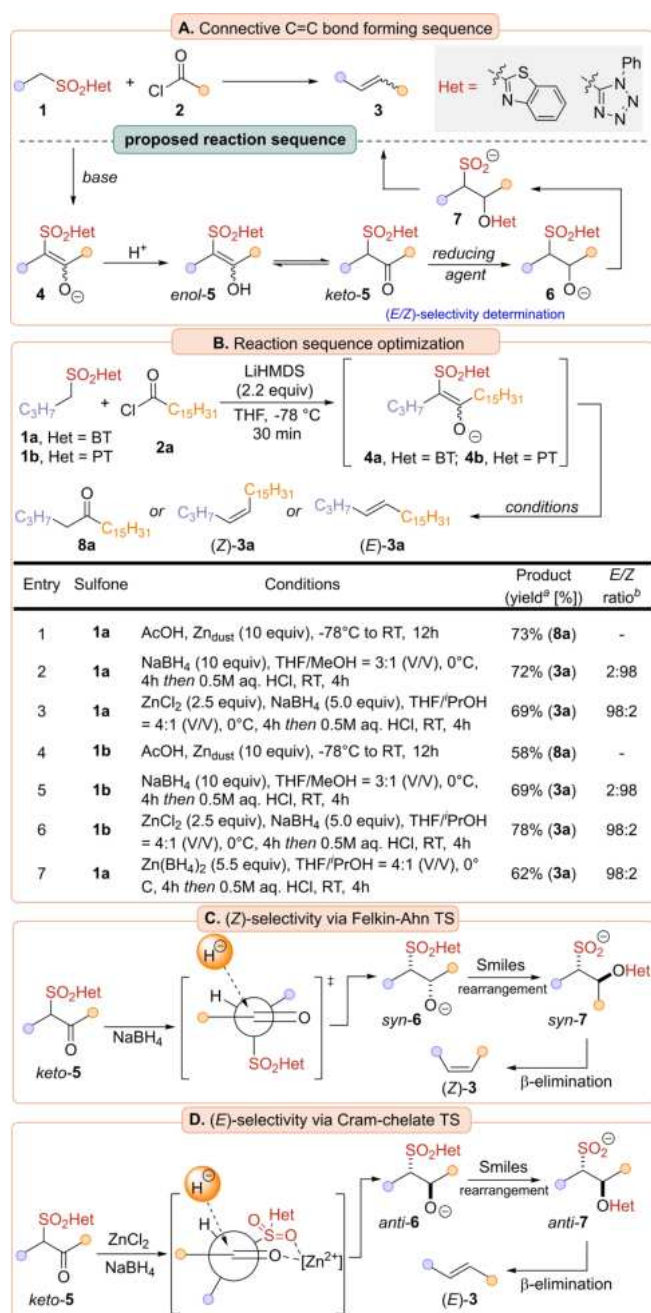 A. Connective C=C bond forming sequence
SO₂Het
1
+
O
Cl
2
3
Het =
S
N
Ph
N
N
N
N
proposed reaction sequence
base
SO₂Het
O⊖
4
H⁺
SO₂Het
OH
enol-5
SO₂Het
O
keto-5
reducing
agent
SO₂Het
O⊖
6
SO₂⊖
OHet
7
(E/Z)-selectivity determination
B. Reaction sequence optimization
SO₂Het
C₃H₇
1a, Het = BT
1b, Het = PT
+
O
Cl
C₁₅H₃₁
2a
LiHMDS
(2.2 equiv)
THF, -78 °C
30 min
SO₂Het
C₃H₇
C₁₅H₃₁
O⊖
4a, Het = BT; 4b, Het = PT
conditions
O
C₃H₇
C₁₅H₃₁
8a
or
C₁₅H₃₁
C₃H₇
(Z)-3a
or
C₃H₇
C₁₅H₃₁
(E)-3a
Entry Sulfone Conditions Product (yieldᵃ [%]) E/Z ratioᵇ
1 1a AcOH, Zn_dust (10 equiv), -78°C to RT, 12h 73% (8a) -
2 1a NaBH₄ (10 equiv), THF/MeOH = 3:1 (V/V), 0°C, 72% (3a) 2:98
4h then 0.5M aq. HCl, RT, 4h
3 1a ZnCl₂ (2.5 equiv), NaBH₄ (5.0 equiv), THF/ⁱPrOH 69% (3a) 98:2
= 4:1 (V/V), 0°C, 4h then 0.5M aq. HCl, RT, 4h
4 1b AcOH, Zn_dust (10 equiv), -78°C to RT, 12h 58% (8a) -
5 1b NaBH₄ (10 equiv), THF/MeOH = 3:1 (V/V), 0°C, 69% (3a) 2:98
4h then 0.5M aq. HCl, RT, 4h
6 1b ZnCl₂ (2.5 equiv), NaBH₄ (5.0 equiv), THF/ⁱPrOH 78% (3a) 98:2
= 4:1 (V/V), 0°C, 4h then 0.5M aq. HCl, RT, 4h
7 1a Zn(BH₄)₂ (5.5 equiv), THF/ⁱPrOH = 4:1 (V/V), 0° 62% (3a) 98:2
C, 4h then 0.5M aq. HCl, RT, 4h
C. (Z)-selectivity via Felkin-Ahn TS
SO₂Het
O
keto-5
NaBH₄
H⊖
H
O
SO₂Het
‡
SO₂Het
O⊖
syn-6
Smiles
rearrangement
SO₂⊖
OHet
syn-7
β-elimination
(Z)-3
D. (E)-selectivity via Cram-chelate TS
SO₂Het
O
keto-5
ZnCl₂
NaBH₄
H⊖
H
Het
O
S
O
O
[Zn²⁺]
SO₂Het
O⊖
anti-6
Smiles
rearrangement
SO₂⊖
OHet
anti-7
β-elimination
(E)-3